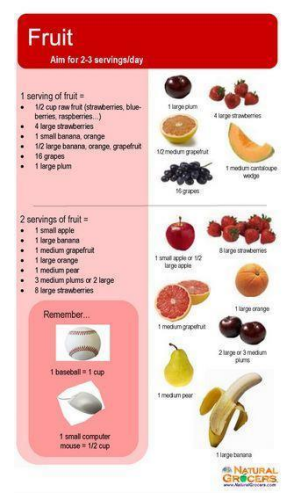 Fruit
Aim for 2-3 servings/day
1 serving of fruit =
• 1/2 cup raw fruit (strawberries, blue-
berries, raspberries...)
• 4 large strawberries
• 1 small banana, orange
• 1/2 large banana, orange, grapefruit
• 16 grapes
• 1 large plum
1 large plum
4 large strawberries
1/2 medium grapefruit
1 medium cantaloupe
wedge
16 grapes
2 servings of fruit =
• 1 small apple
• 1 large banana
• 1 medium grapefruit
• 1 large orange
• 1 medium pear
• 3 medium plums or 2 large
• 8 large strawberries
1 small apple or 1/2
large apple
8 large strawberries
1 large orange
1 medium grapefruit
2 large or 3 medium
plums
1 medium pear
1 large banana
Remember...
1 baseball = 1 cup
1 small computer
mouse = 1/2 cup
NATURAL
GROCERS
www.NaturalGrocers.com